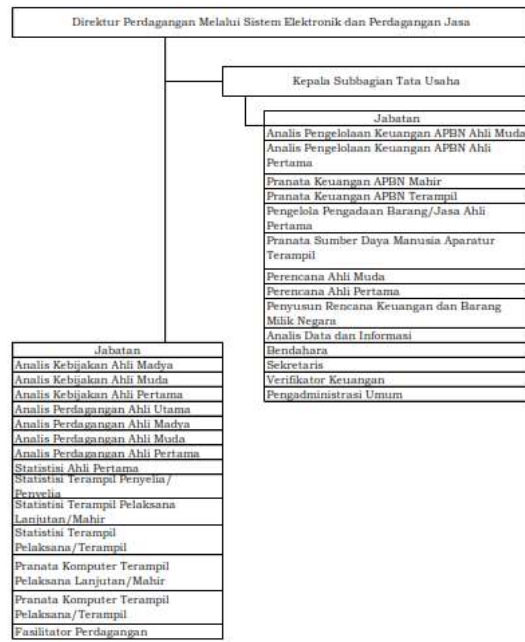 Direktur Perdagangan Melalui Sistem Elektronik dan Perdagangan Jasa
Kepala Subbagian Tata Usaha
Jabatan
Analis Pengelolaan Keuangan APBN Ahli Muda
Analis Pengelolaan Keuangan APBN Ahli
Pertama
Pranata Keuangan APBN Mahir
Pranata Keuangan APBN Terampil
Pengelola Pengadaan Barang/Jasa Ahli
Pertama
Pranata Sumber Daya Manusia Aparatur
Terampil
Perencana Ahli Muda
Perencana Ahli Pertama
Penyusun Rencana Keuangan dan Barang
Milik Negara
Analis Data dan Informasi
Bendahara
Sekretaris
Verifikator Keuangan
Pengadministrasi Umum
Jabatan
Analis Kebijakan Ahli Madya
Analis Kebijakan Ahli Muda
Analis Kebijakan Ahli Pertama
Analis Perdagangan Ahli Utama
Analis Perdagangan Ahli Madya
Analis Perdagangan Ahli Muda
Analis Perdagangan Ahli Pertama
Statistisi Ahli Pertama
Statistisi Terampil Penyelia/
Penyelia
Statistisi Terampil Pelaksana
Lanjutan/Mahir
Statistisi Terampil
Pelaksana/Terampil
Pranata Komputer Terampil
Pelaksana Lanjutan/Mahir
Pranata Komputer Terampil
Pelaksana/Terampil
Fasilitator Perdagangan